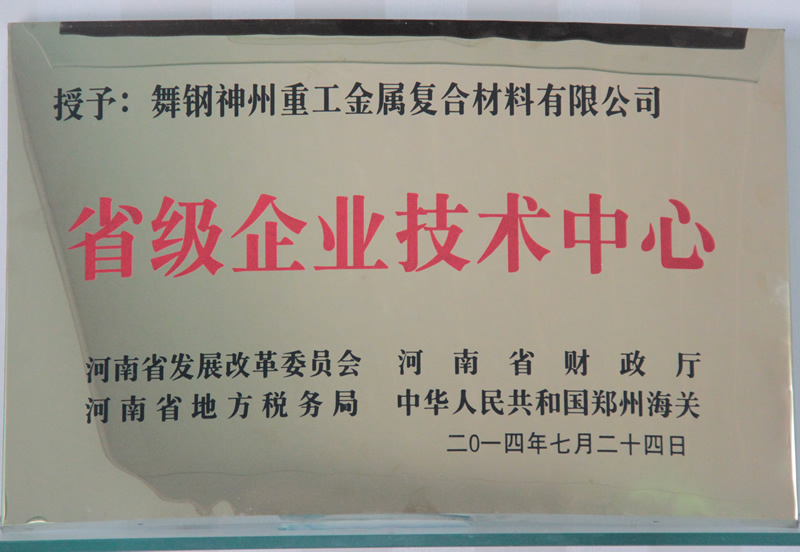 授予：舞钢神州重工金属复合材料有限公司
省级企业技术中心
河南省发展改革委员会 河南省财政厅
河南省地方税务局 中华人民共和国郑州海关
二0一四年七月二十四日